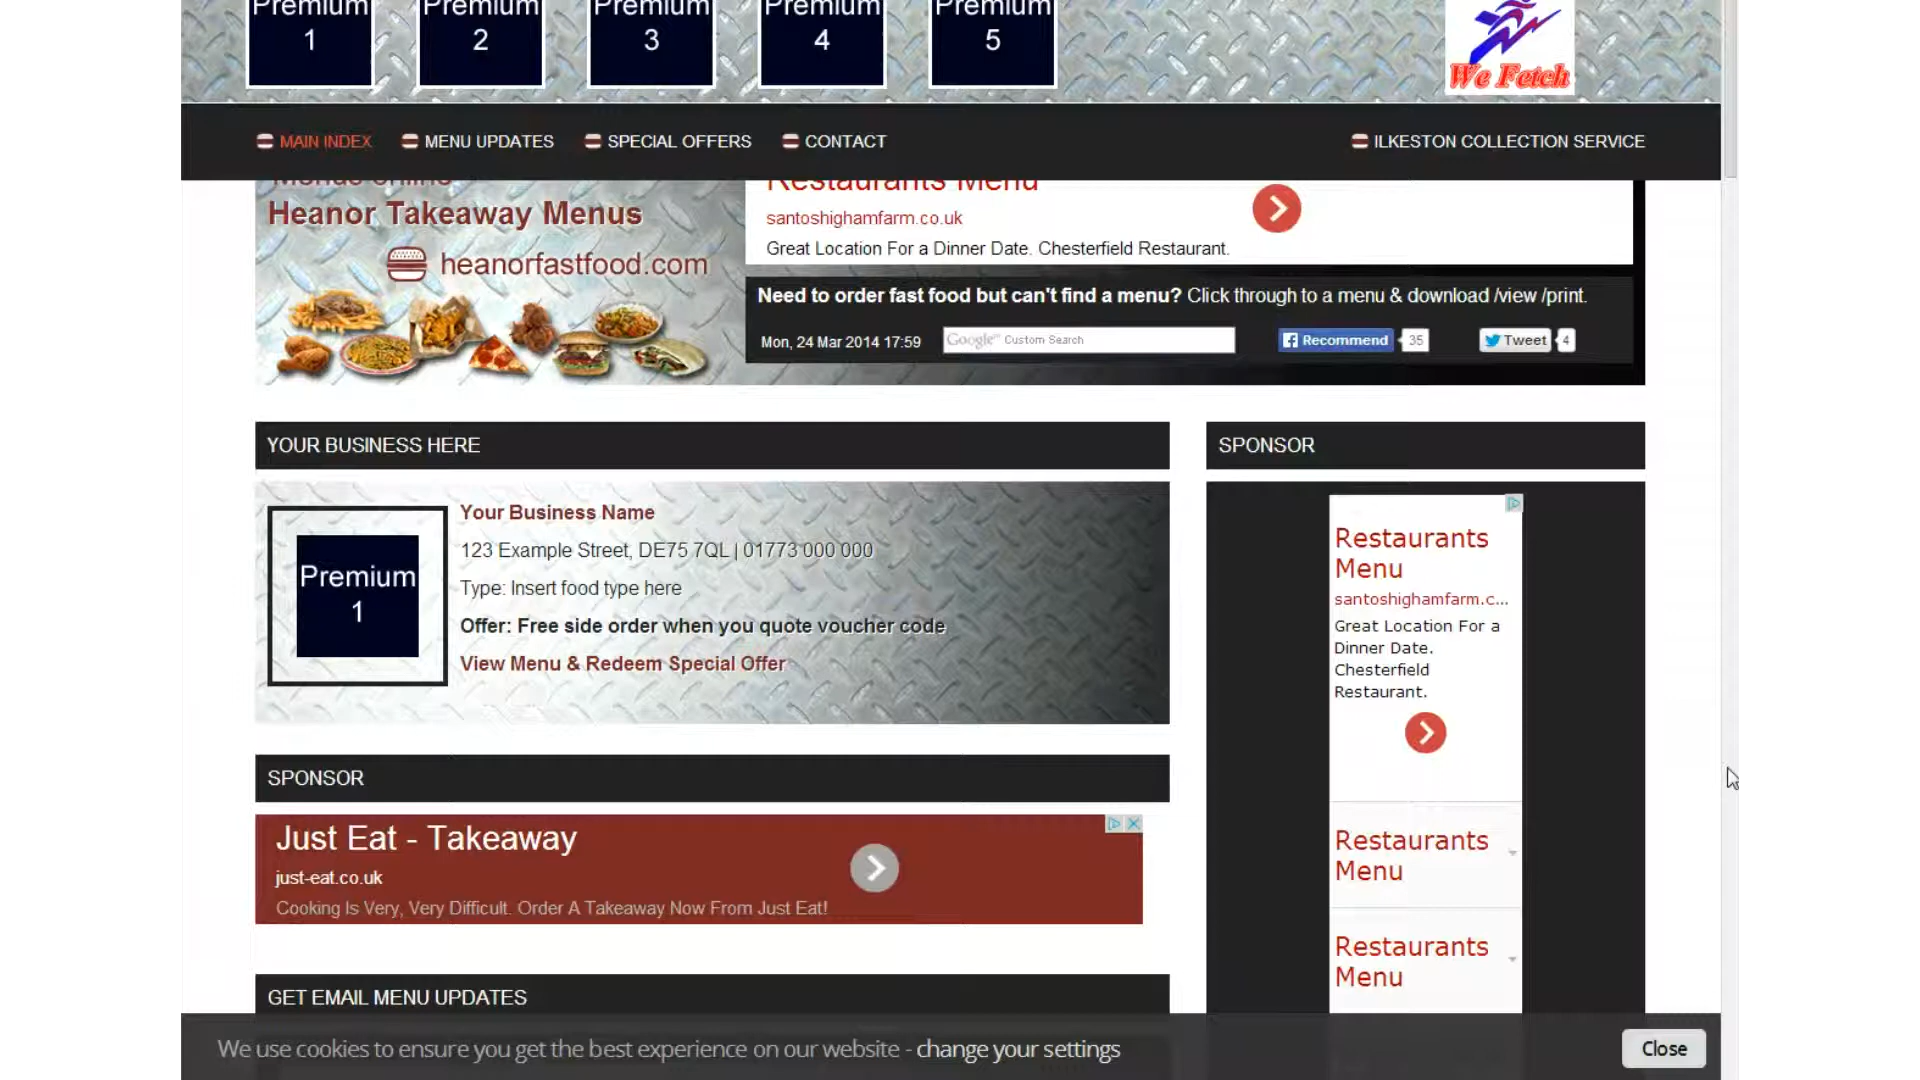 Premium Premium Premium Premium Premium
1 2 3 4 5
We Fetch
MAIN INDEX MENU UPDATES SPECIAL OFFERS CONTACT ILKESTON COLLECTION SERVICE
Menus online
Heanor Takeaway Menus
heanorfastfood.com
Restaurants Menu
santoshighamfarm.co.uk
Great Location For a Dinner Date. Chesterfield Restaurant.
Need to order fast food but can't find a menu? Click through to a menu & download /view /print.
Mon, 24 Mar 2014 17:59 Google™ Custom Search Recommend 35 Tweet 4
YOUR BUSINESS HERE
Premium
1
Your Business Name
123 Example Street, DE75 7QL | 01773 000 000
Type: Insert food type here
Offer: Free side order when you quote voucher code
View Menu & Redeem Special Offer
SPONSOR
Just Eat - Takeaway
just-eat.co.uk
Cooking Is Very, Very Difficult. Order A Takeaway Now From Just Eat!
GET EMAIL MENU UPDATES
SPONSOR
Restaurants
Menu
santoshighamfarm.c...
Great Location For a
Dinner Date.
Chesterfield
Restaurant.
Restaurants
Menu
Restaurants
Menu
We use cookies to ensure you get the best experience on our website - change your settings
Close